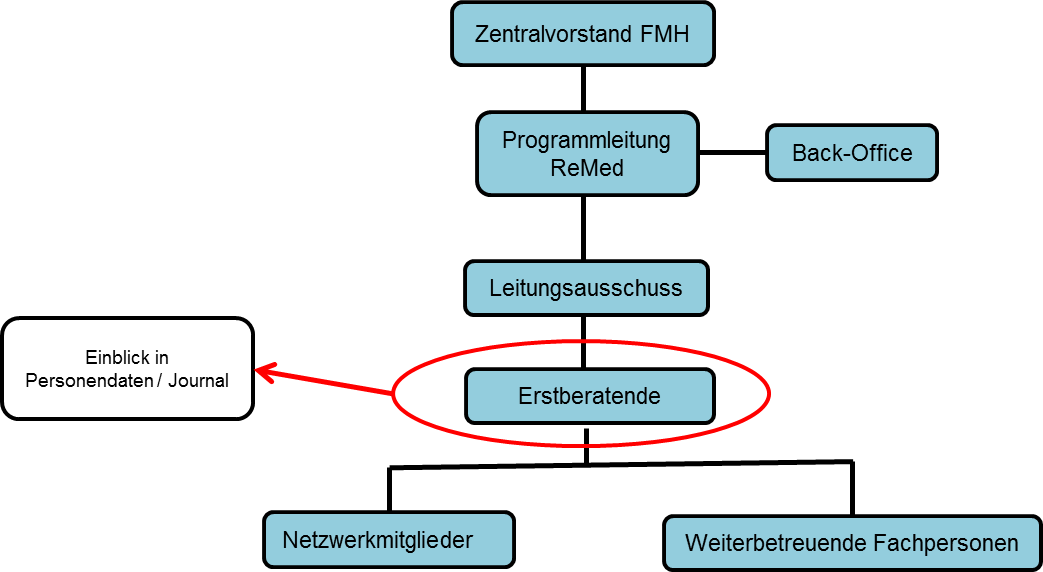 Zentralvorstand FMH
Programmleitung
ReMed
Back-Office
Leitungsausschuss
Einblick in
Personendaten / Journal
Erstberatende
Netzwerkmitglieder
Weiterbetreuende Fachpersonen